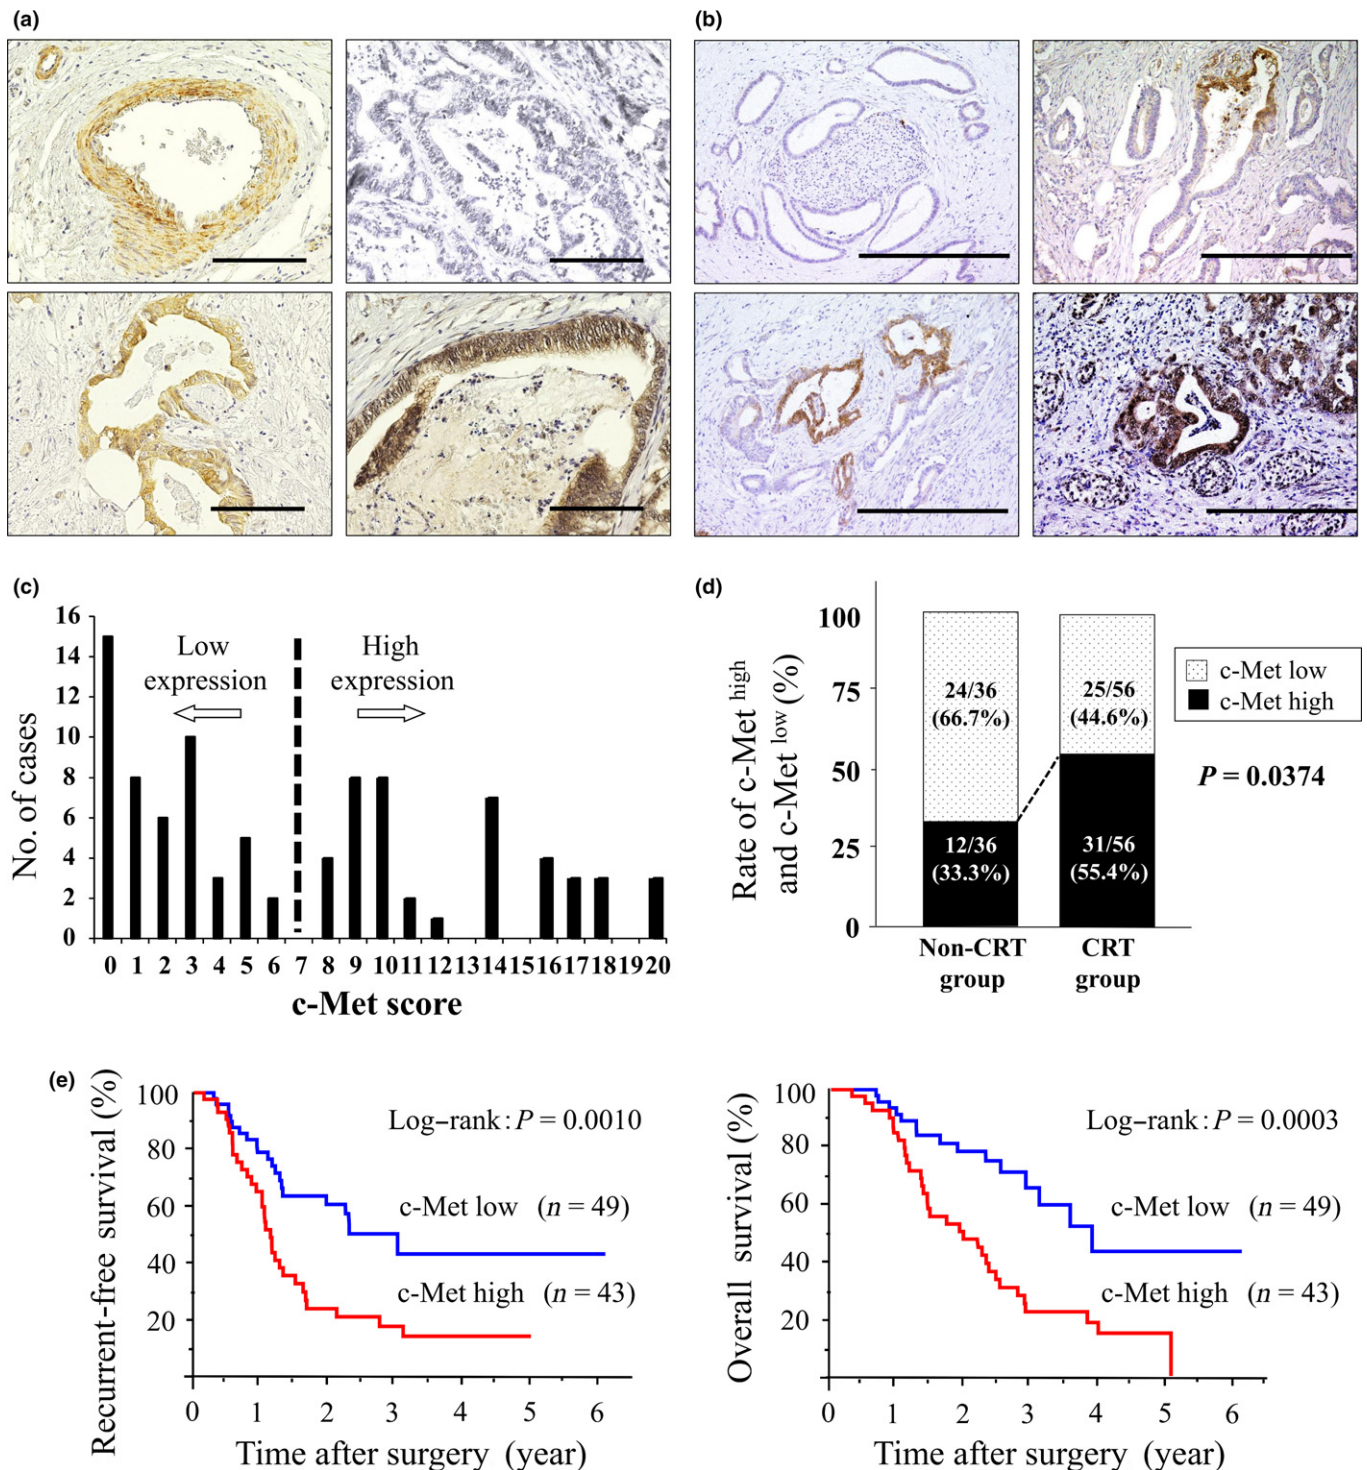 (a)
(b)
(c)
16
14
12
10
8
6
4
2
0
No. of cases
Low
expression
High
expression
0 1 2 3 4 5 6 7 8 9 10 11 12 13 14 15 16 17 18 19 20
c-Met score
(d)
100
75
50
25
0
Rate of c-Met high
and c-Met low (%)
24/36
(66.7%)
25/56
(44.6%)
12/36
(33.3%)
31/56
(55.4%)
Non-CRT
group
CRT
group
c-Met low
c-Met high
P = 0.0374
(e)
100
80
60
40
20
Recurrent-free survival (%)
Log-rank: P = 0.0010
c-Met low (n = 49)
c-Met high (n = 43)
0 1 2 3 4 5 6
Time after surgery (year)
100
80
60
40
20
Overall survival (%)
Log-rank: P = 0.0003
c-Met low (n = 49)
c-Met high (n = 43)
0 1 2 3 4 5 6
Time after surgery (year)